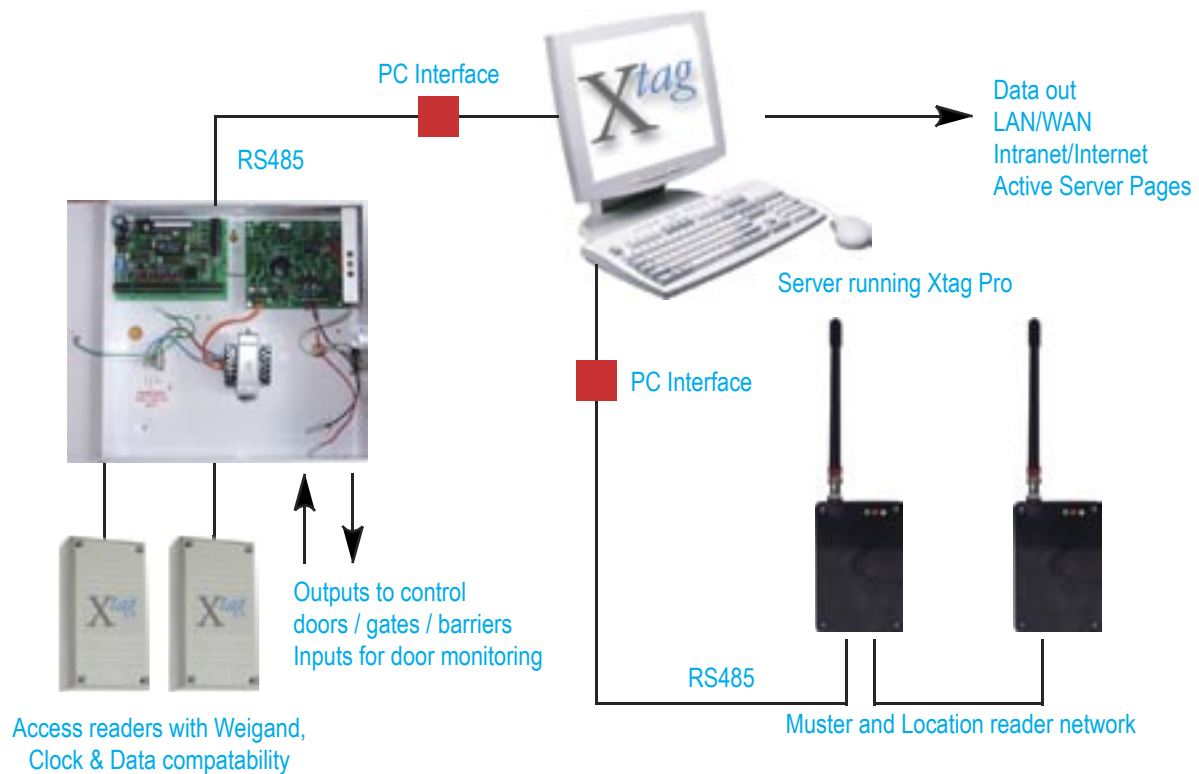 PC Interface
Xtag
Data out
LAN/WAN
Intranet/Internet
Active Server Pages
RS485
Server running Xtag Pro
PC Interface
Xtag
Xtag
Outputs to control
doors / gates / barriers
Inputs for door monitoring
RS485
Access readers with Weigand,
Clock & Data compatability
Muster and Location reader network